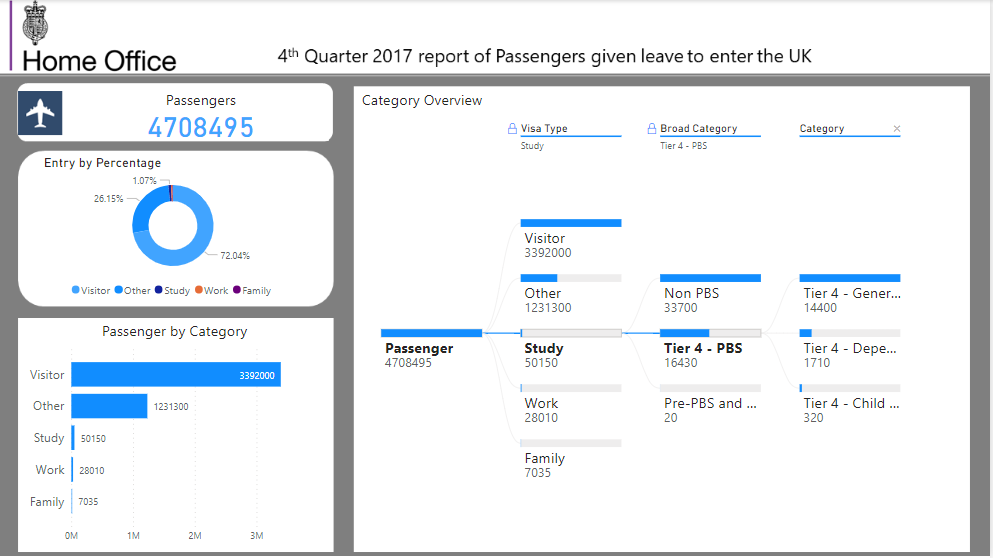 Home Office
4th Quarter 2017 report of Passengers given leave to enter the UK
Passengers
4708495
Entry by Percentage
1.07%
26.15%
72.04%
Visitor Other Study Work Family
Passenger by Category
Visitor 3392000
Other 1231300
Study 50150
Work 28010
Family 7035
0M 1M 2M 3M
Category Overview
Visa Type Broad Category Category
Study Tier 4 - PBS
Visitor
3392000
Other Non PBS Tier 4 - Gener...
1231300 33700 14400
Passenger Study Tier 4 - PBS Tier 4 - Depe...
4708495 50150 16430 1710
Work Pre-PBS and ... Tier 4 - Child ...
28010 20 320
Family
7035